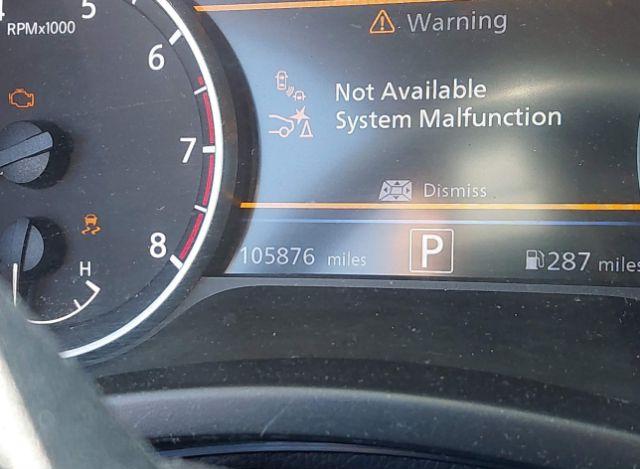 5
RPMx1000
6
7
8
H
Warning
Not Available
System Malfunction
Dismiss
105876 miles
P
287 miles